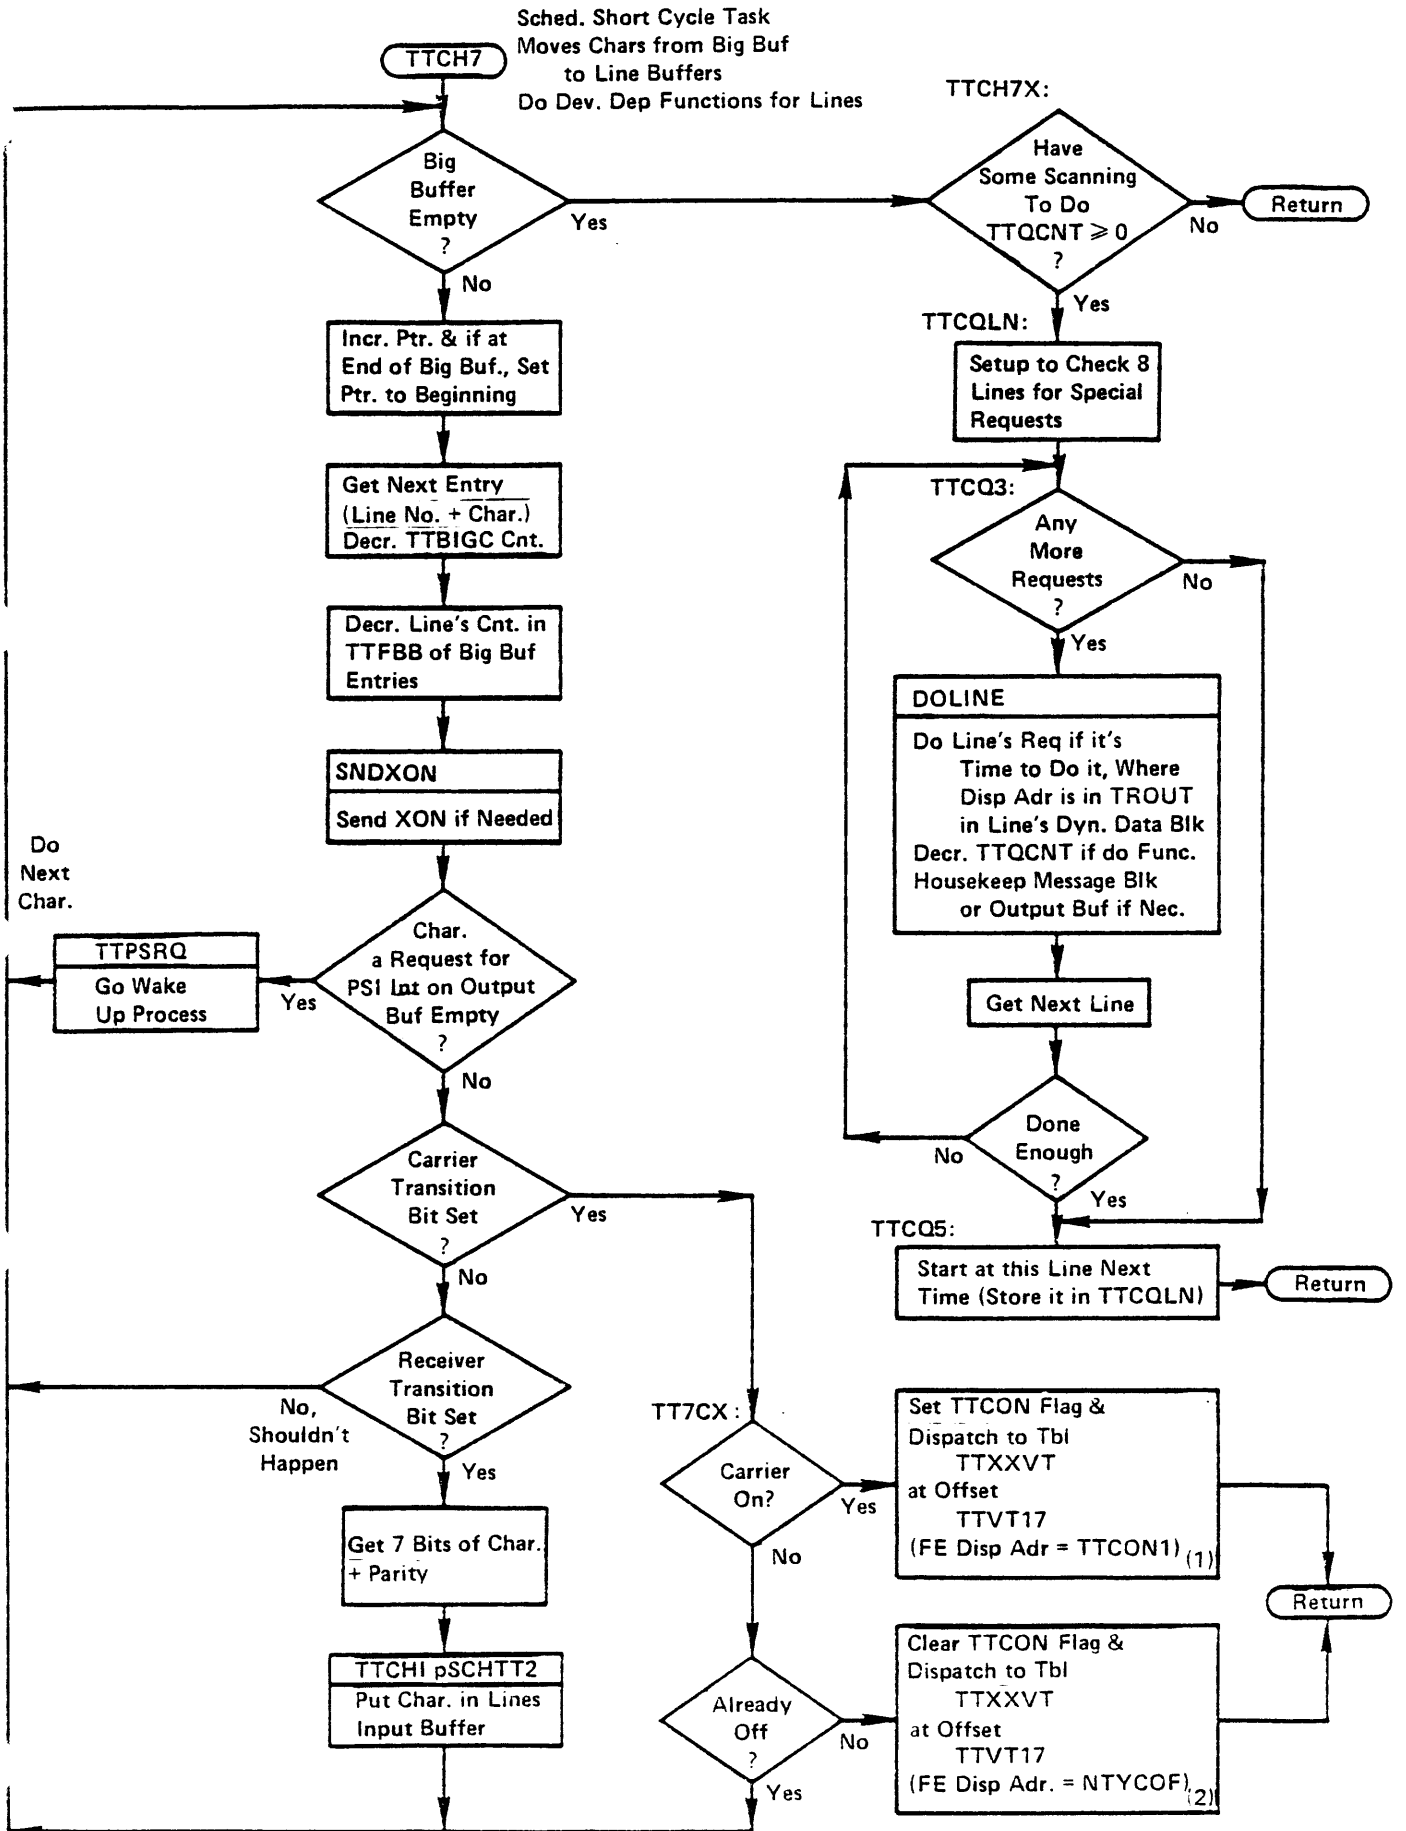 Sched. Short Cycle Task
TTCH7
Moves Chars from Big Buf
to Line Buffers
Do Dev. Dep Functions for Lines
Big
Buffer
Empty
?
Yes
No
Incr. Ptr. & if at
End of Big Buf., Set
Ptr. to Beginning
Get Next Entry
(Line No. + Char.)
Decr. TTBIGC Cnt.
Decr. Line's Cnt. in
TTFBB of Big Buf
Entries
SNDXON
Send XON if Needed
Do
Next
Char.
Char.
a Request for
PSI Int on Output
Buf Empty
?
Yes
TTPSRQ
Go Wake
Up Process
No
Carrier
Transition
Bit Set
?
Yes
No
Receiver
Transition
Bit Set
?
No,
Shouldn't
Happen
Yes
Get 7 Bits of Char.
+ Parity
TTCHI pSCHTT2
Put Char. in Lines
Input Buffer
TTCH7X:
Have
Some Scanning
To Do
TTQCNT ⩾ 0
?
No
Return
Yes
TTCQLN:
Setup to Check 8
Lines for Special
Requests
TTCQ3:
Any
More
Requests
?
No
Yes
DOLINE
Do Line's Req if it's
Time to Do it, Where
Disp Adr is in TROUT
in Line's Dyn. Data Blk
Decr. TTQCNT if do Func.
Housekeep Message Blk
or Output Buf if Nec.
Get Next Line
Done
Enough
?
No
Yes
TTCQ5:
Start at this Line Next
Time (Store it in TTCQLN)
Return
TT7CX:
Carrier
On?
Yes
No
Set TTCON Flag &
Dispatch to Tbl
TTXXVT
at Offset
TTVT17
(FE Disp Adr = TTCON1) (1)
Return
Already
Off
?
No
Yes
Clear TTCON Flag &
Dispatch to Tbl
TTXXVT
at Offset
TTVT17
(FE Disp Adr. = NTYCOF) (2)